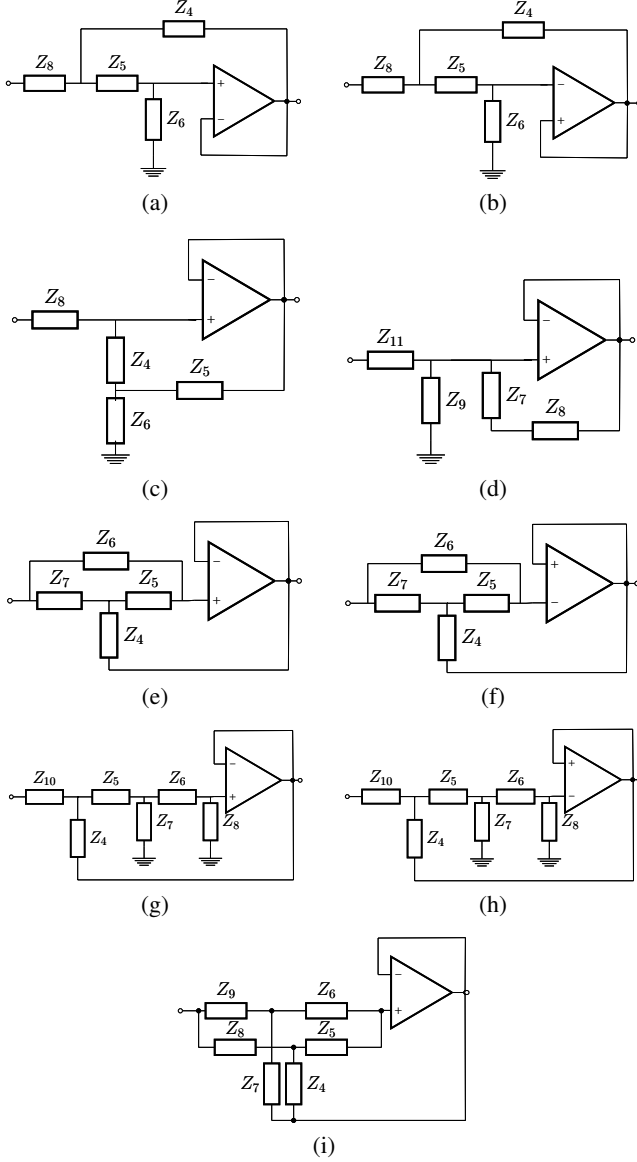 Z4 Z4
Z8 Z5 Z8 Z5
+ −
Z6 Z6
− +
(a) (b)
−
Z8 +
Z11 −
+
Z4 Z5
Z9 Z7
Z8
Z6
(c) (d)
Z6 Z6
− +
Z7 Z5 Z7 Z5
+ −
Z4 Z4
(e) (f)
− +
Z10 Z5 Z6 Z10 Z5 Z6
+ −
Z4 Z7 Z8 Z4 Z7 Z8
(g) (h)
−
Z9 Z6
+
Z8 Z5
Z7 Z4
(i)